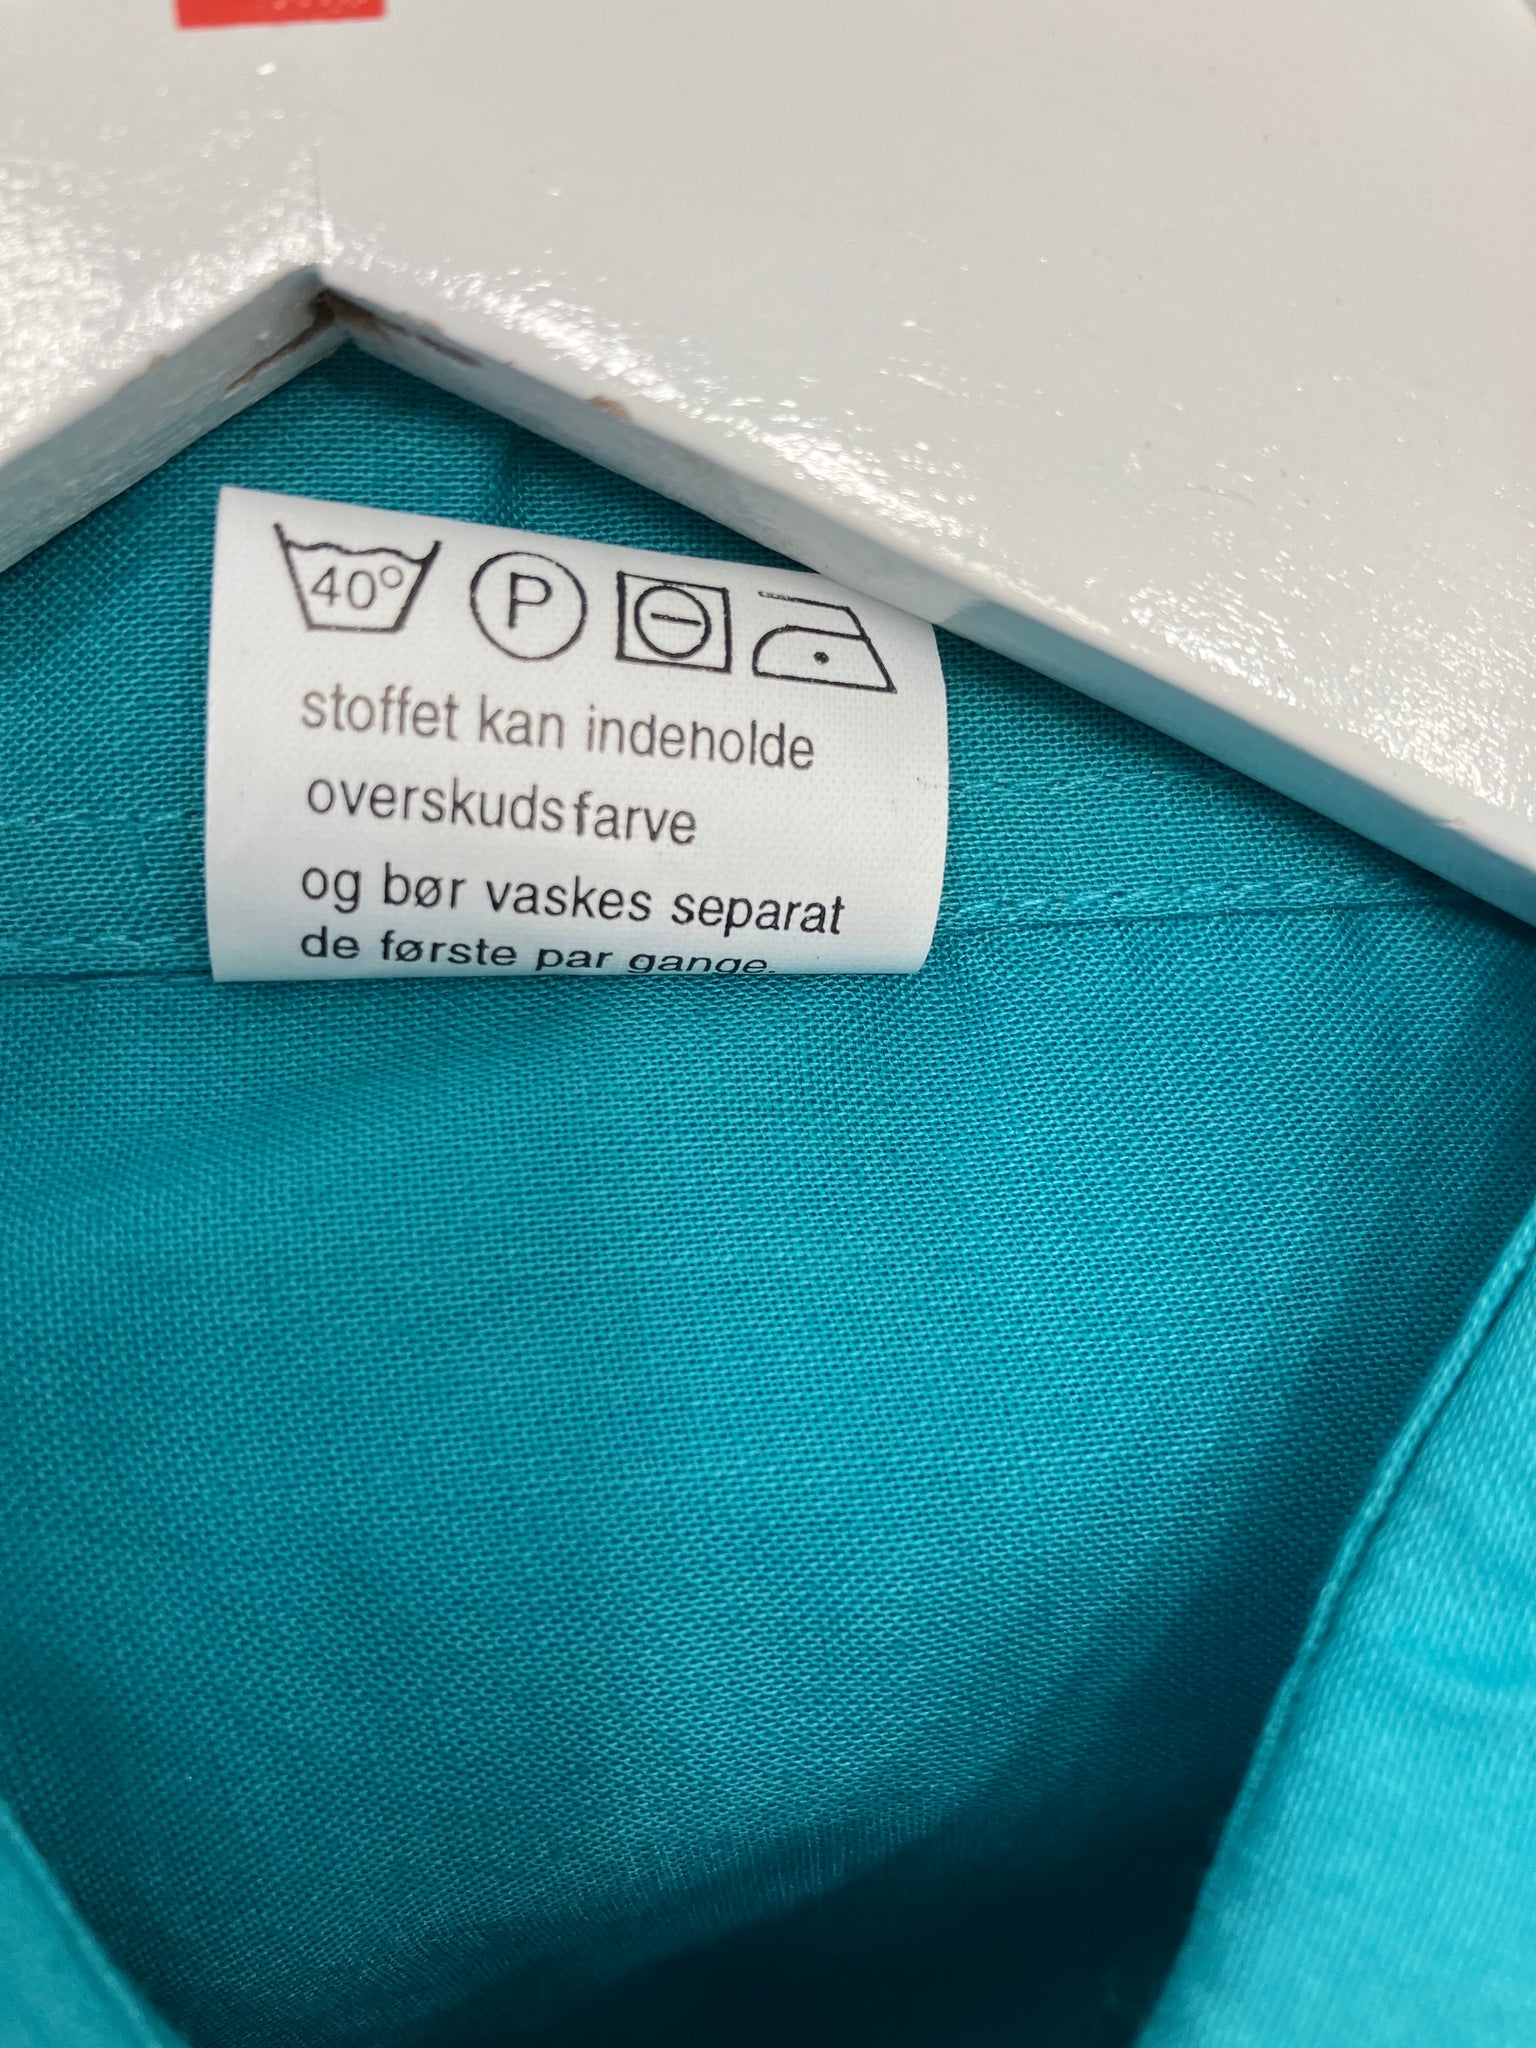 40°
P
stoffet kan indeholde
overskudsfarve
og bør vaskes separat
de første par gange.